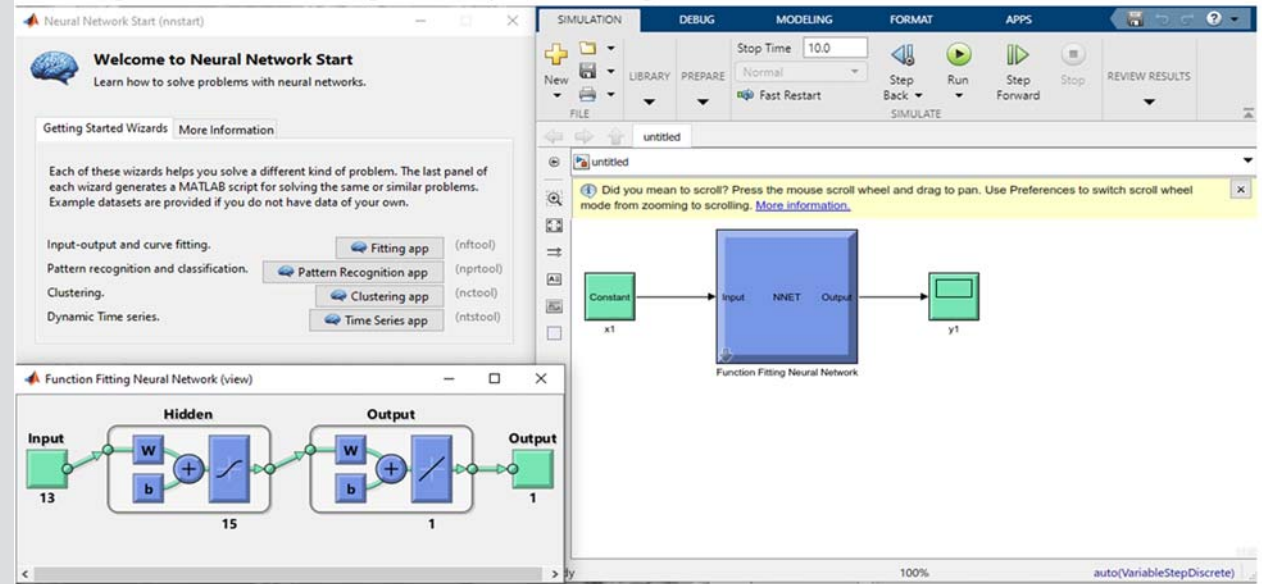 Neural Network Start (nnstart)
Welcome to Neural Network Start
Learn how to solve problems with neural networks.
Getting Started Wizards More Information
Each of these wizards helps you solve a different kind of problem. The last panel of
each wizard generates a MATLAB script for solving the same or similar problems.
Example datasets are provided if you do not have data of your own.
Input-output and curve fitting. Fitting app (nftool)
Pattern recognition and classification. Pattern Recognition app (nprtool)
Clustering. Clustering app (nctool)
Dynamic Time series. Time Series app (ntstool)
SIMULATION DEBUG MODELING FORMAT APPS
New
FILE
LIBRARY
PREPARE
Stop Time 10.0
Normal
Fast Restart
Step
Back
Run
Step
Forward
Stop
SIMULATE
REVIEW RESULTS
untitled
untitled
Did you mean to scroll? Press the mouse scroll wheel and drag to pan. Use Preferences to switch scroll wheel
mode from zooming to scrolling. More information.
Constant
x1
Input NNET Output
Function Fitting Neural Network
y1
100% auto(VariableStepDiscrete)
Function Fitting Neural Network (view)
Hidden Output
Input Output
W W
b b
13 1
15 1